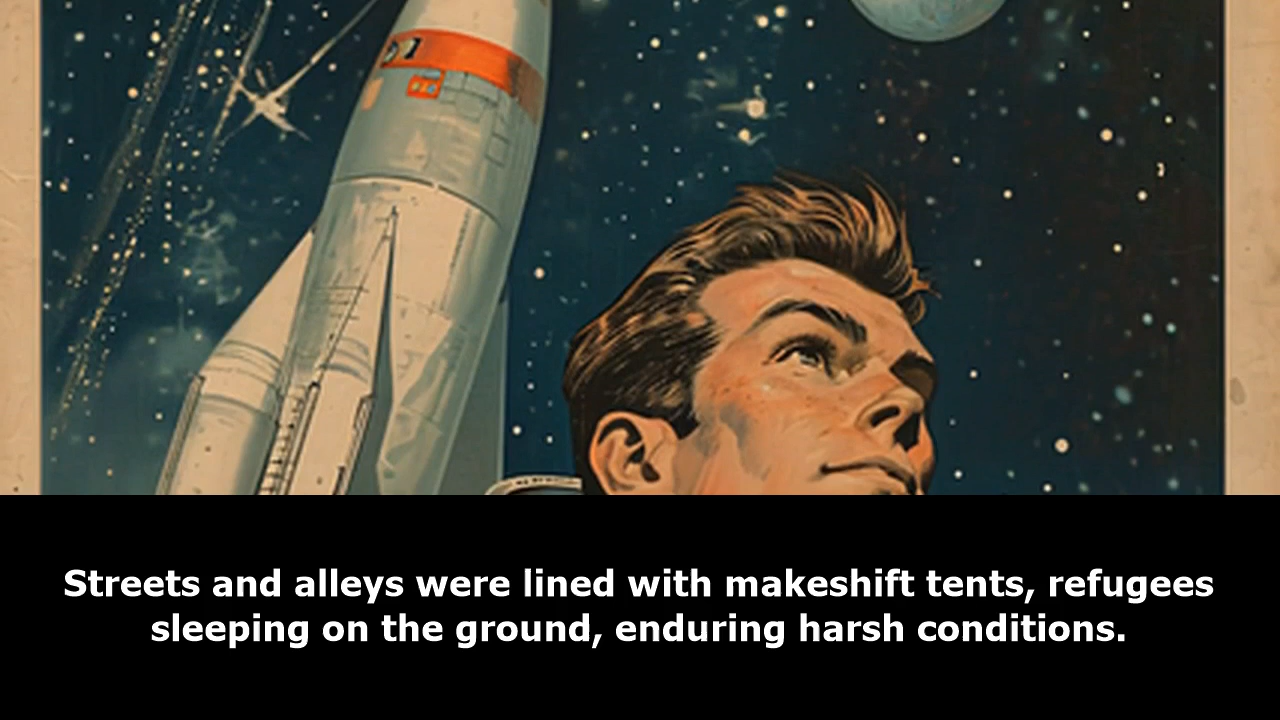 Streets and alleys were lined with makeshift tents, refugees
sleeping on the ground, enduring harsh conditions.